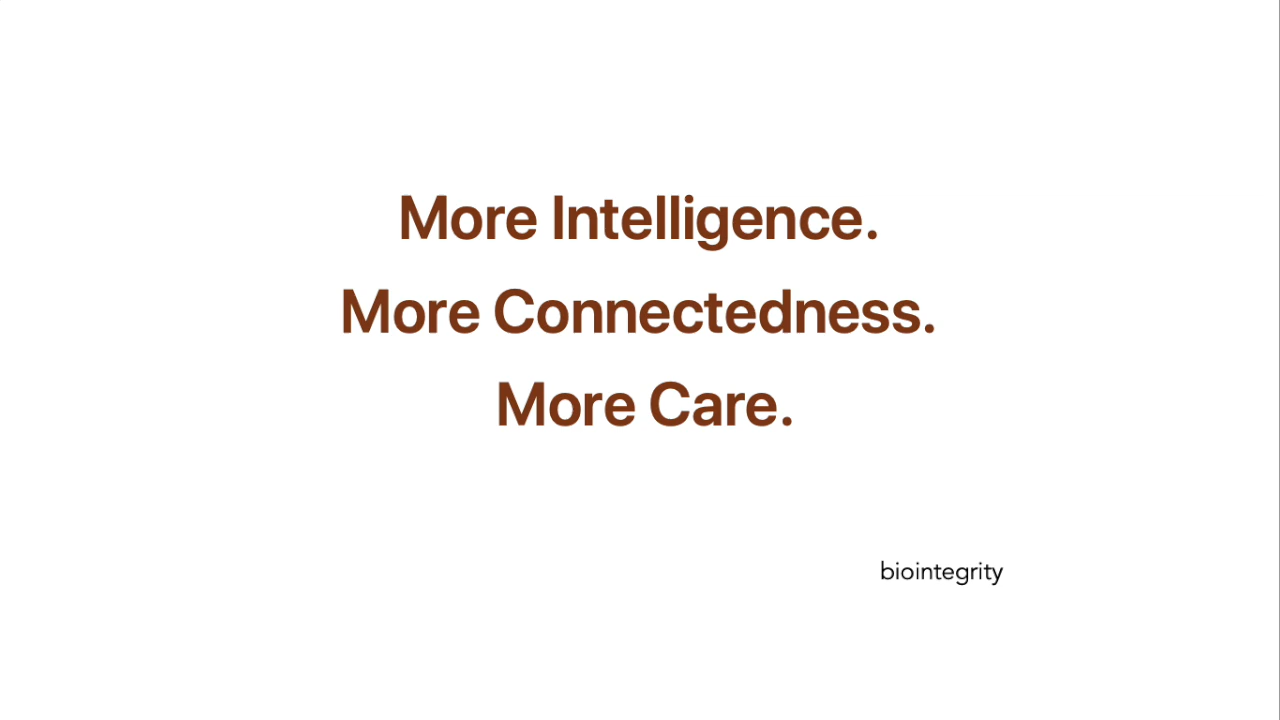 More Intelligence.
More Connectedness.
More Care.
biointegrity